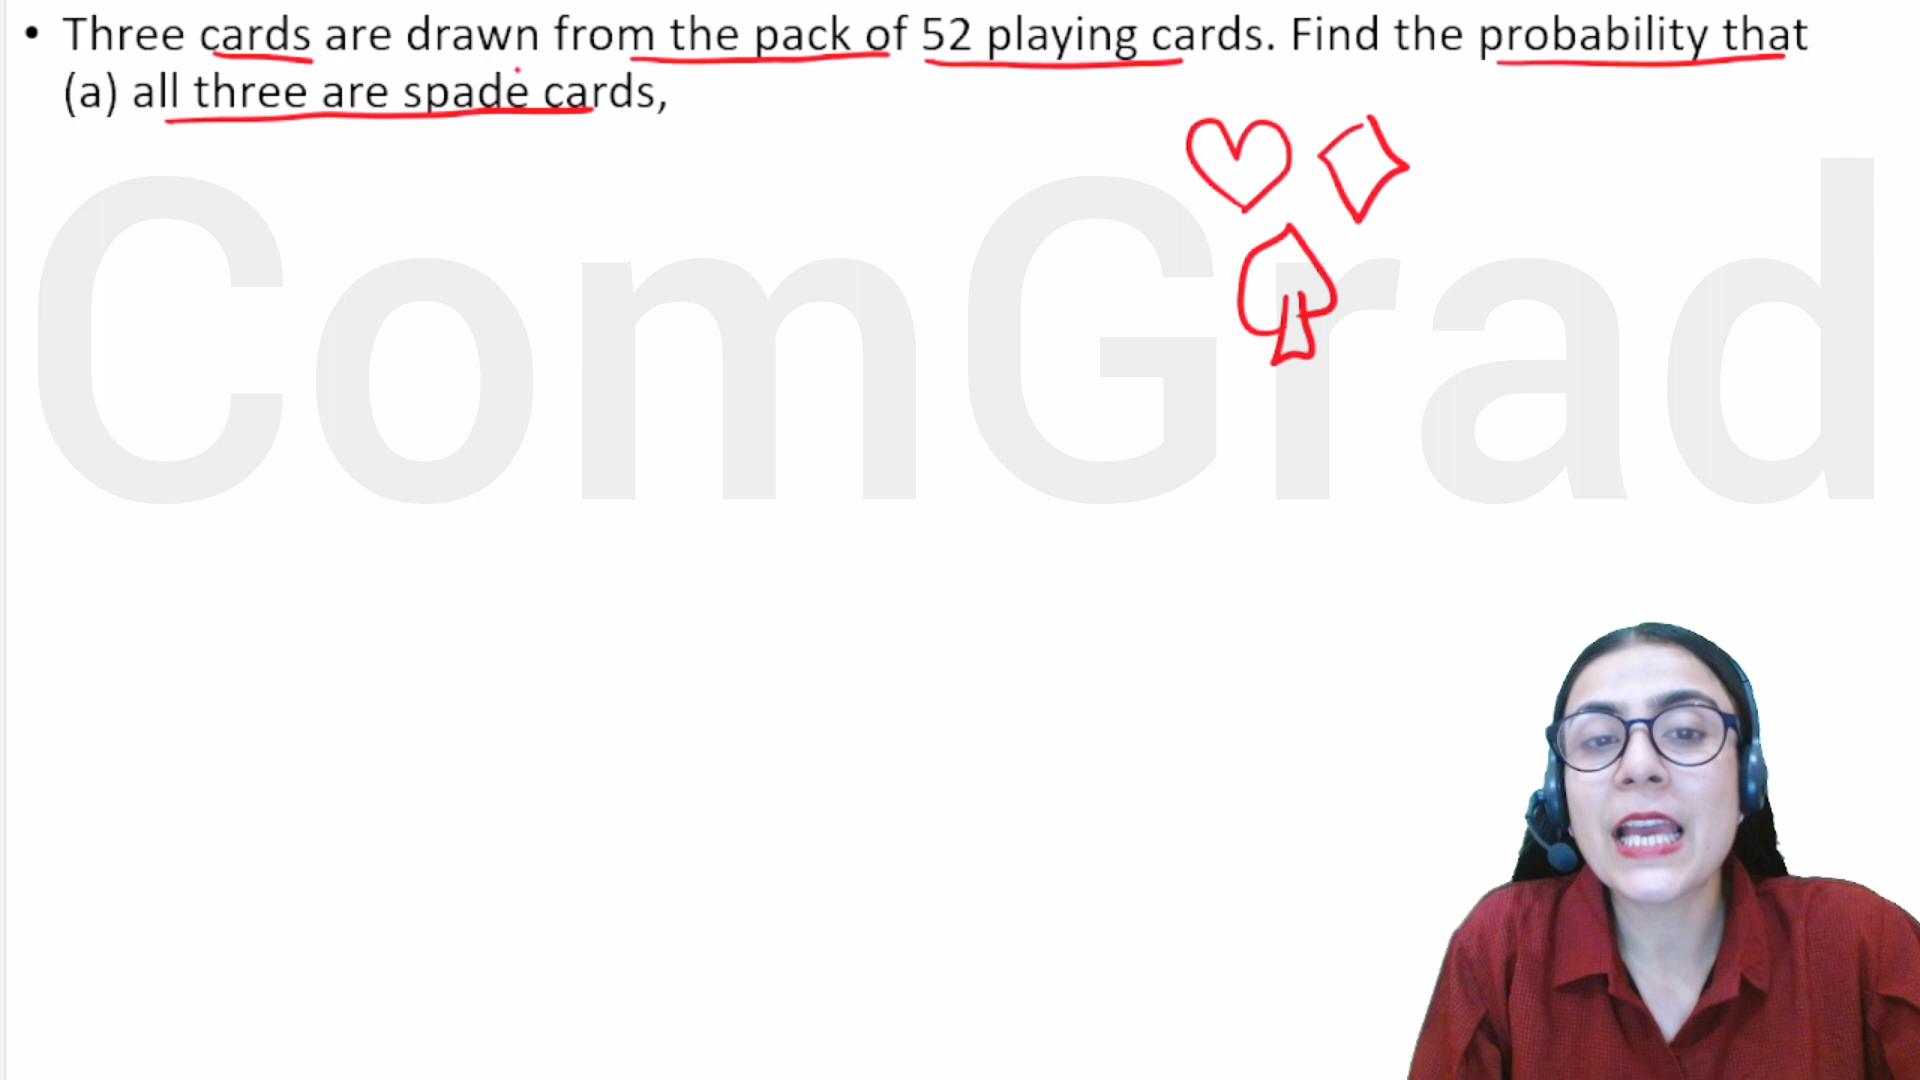 • Three cards are drawn from the pack of 52 playing cards. Find the probability that
(a) all three are spade cards,
ComGrad